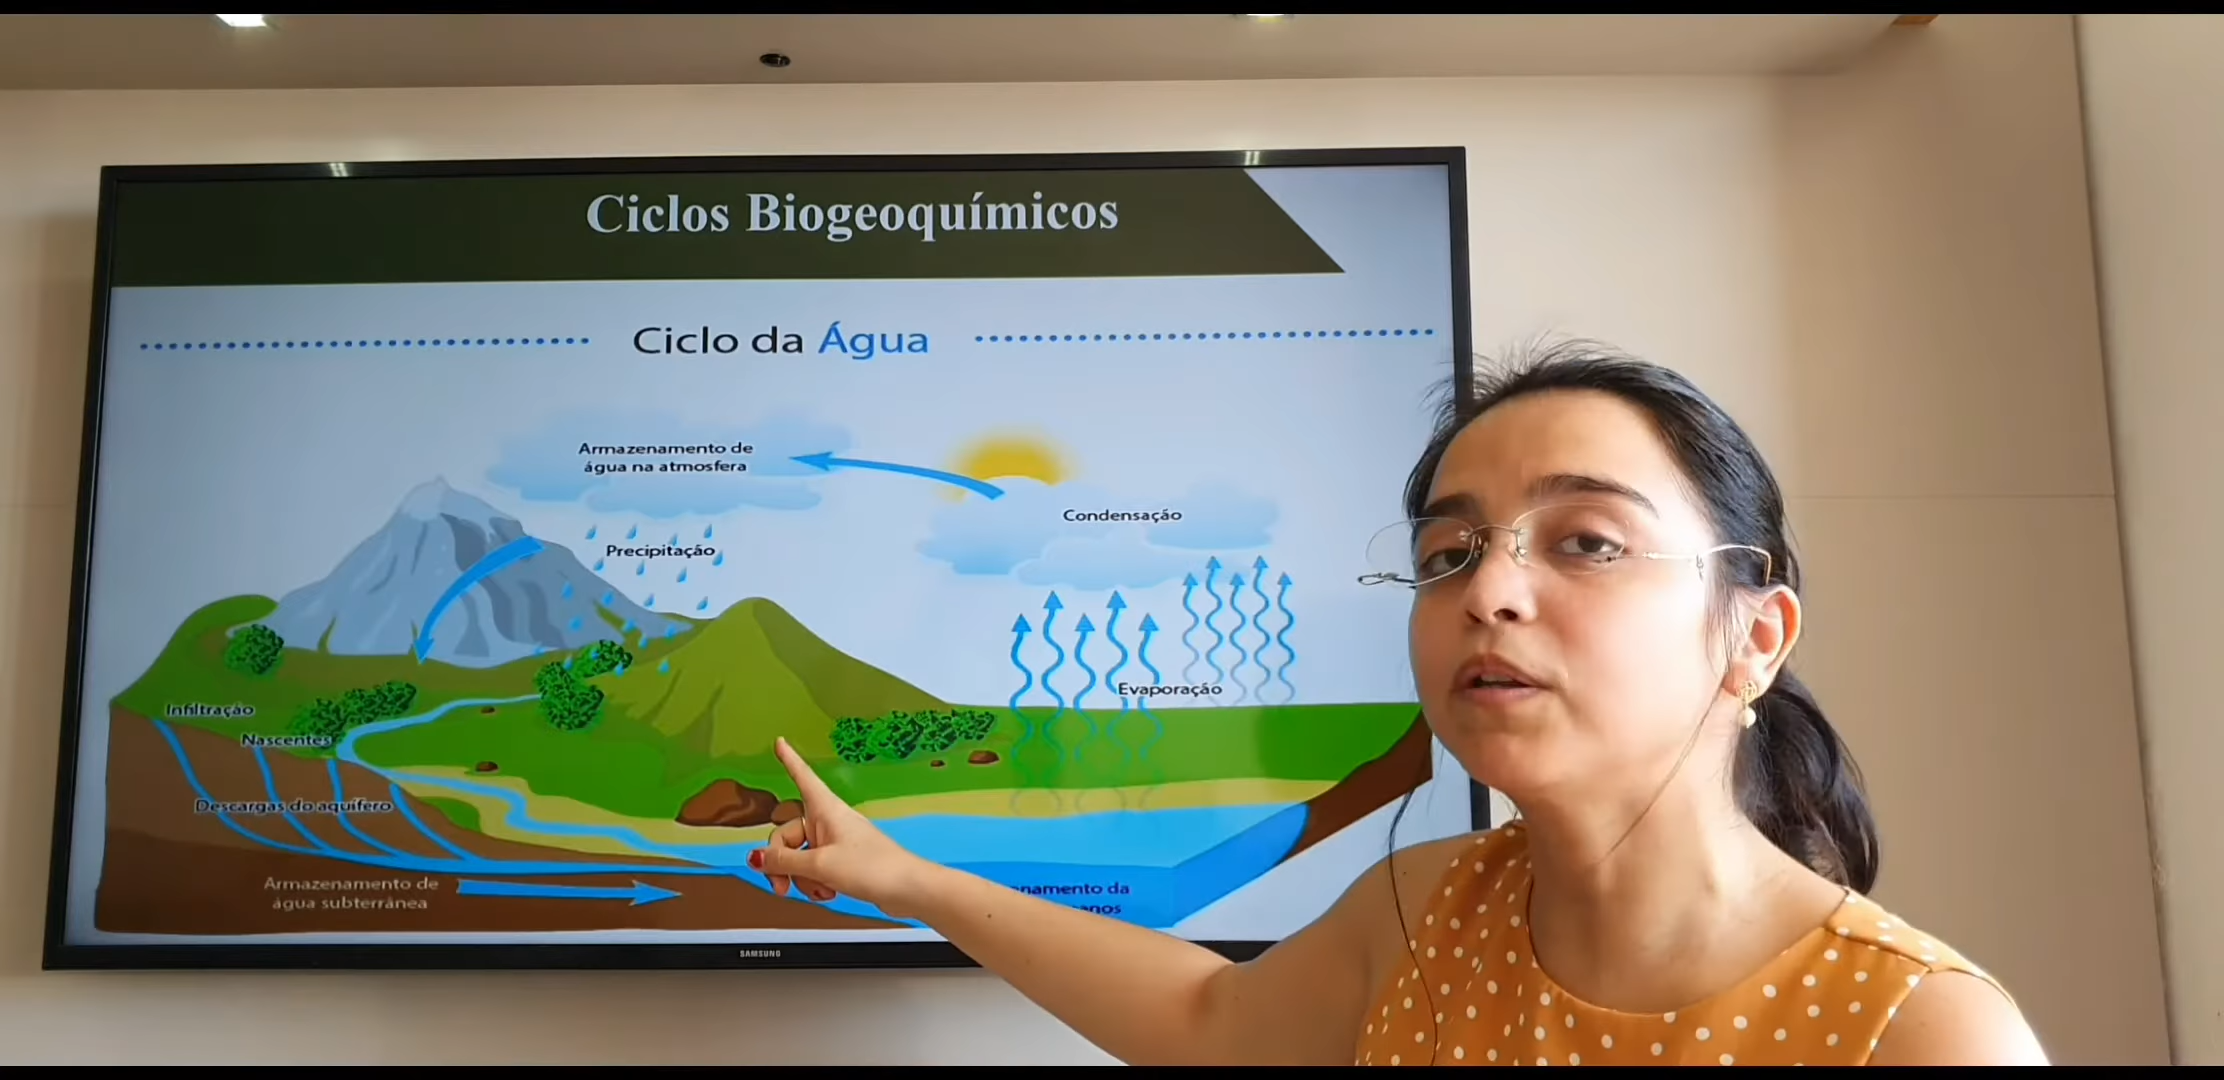 Ciclos Biogeoquímicos
Ciclo da Água
Armazenamento de
água na atmosfera
Condensação
Precipitação
Evaporação
Infiltração
Nascentes
Descargas do aquífero
Armazenamento de
água subterrânea
da
SAMSUNG